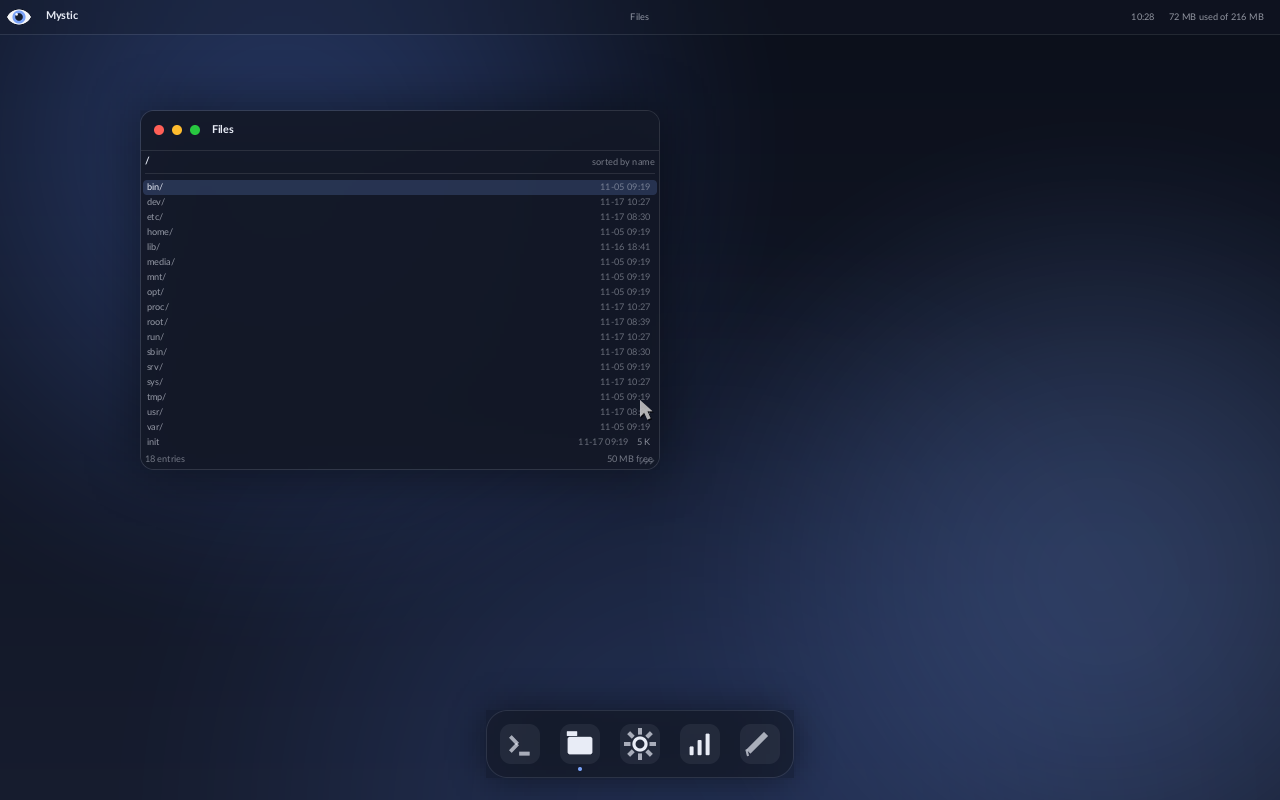 Mystic
Files
10:28 72 MB used of 216 MB
Files
/ sorted by name
bin/ 11-05 09:19
dev/ 11-17 10:27
etc/ 11-17 08:30
home/ 11-05 09:19
lib/ 11-16 18:41
media/ 11-05 09:19
mnt/ 11-05 09:19
opt/ 11-05 09:19
proc/ 11-17 10:27
root/ 11-17 08:39
run/ 11-17 10:27
sbin/ 11-17 08:30
srv/ 11-05 09:19
sys/ 11-17 10:27
tmp/ 11-05 09:19
usr/ 11-17
var/ 11-05 09:19
init 11-17 09:19 5 K
18 entries 50 MB free